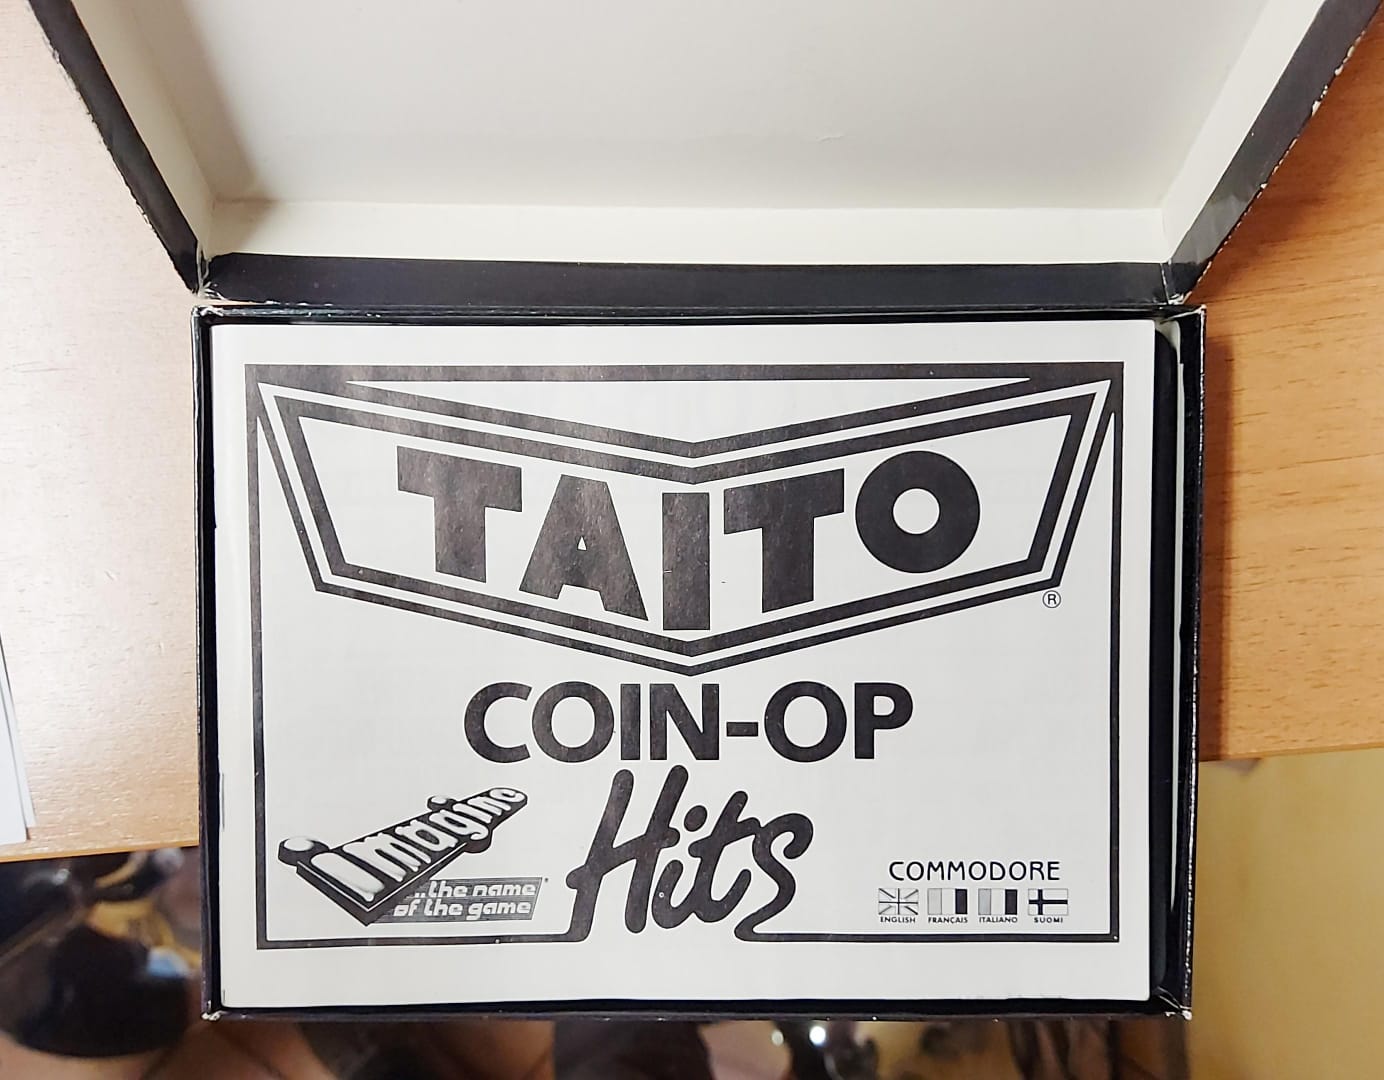 TAITO
®
COIN-OP
Hits
imagine
...the name
of the game
COMMODORE
ENGLISH FRANÇAIS ITALIANO SUOMI